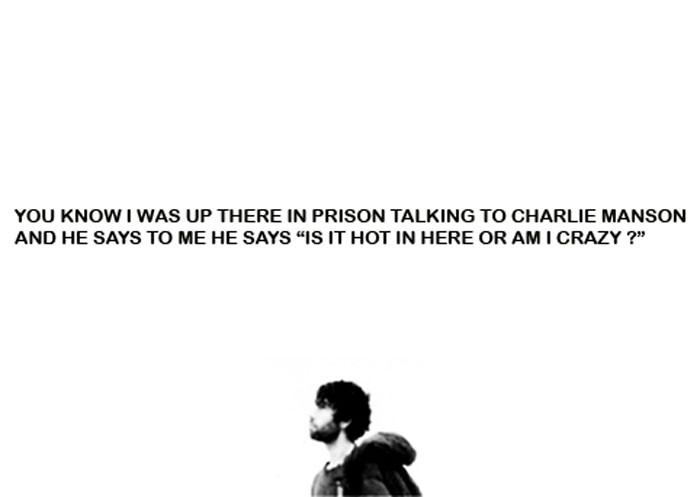 YOU KNOW I WAS UP THERE IN PRISON TALKING TO CHARLIE MANSON
AND HE SAYS TO ME HE SAYS “IS IT HOT IN HERE OR AM I CRAZY ?”